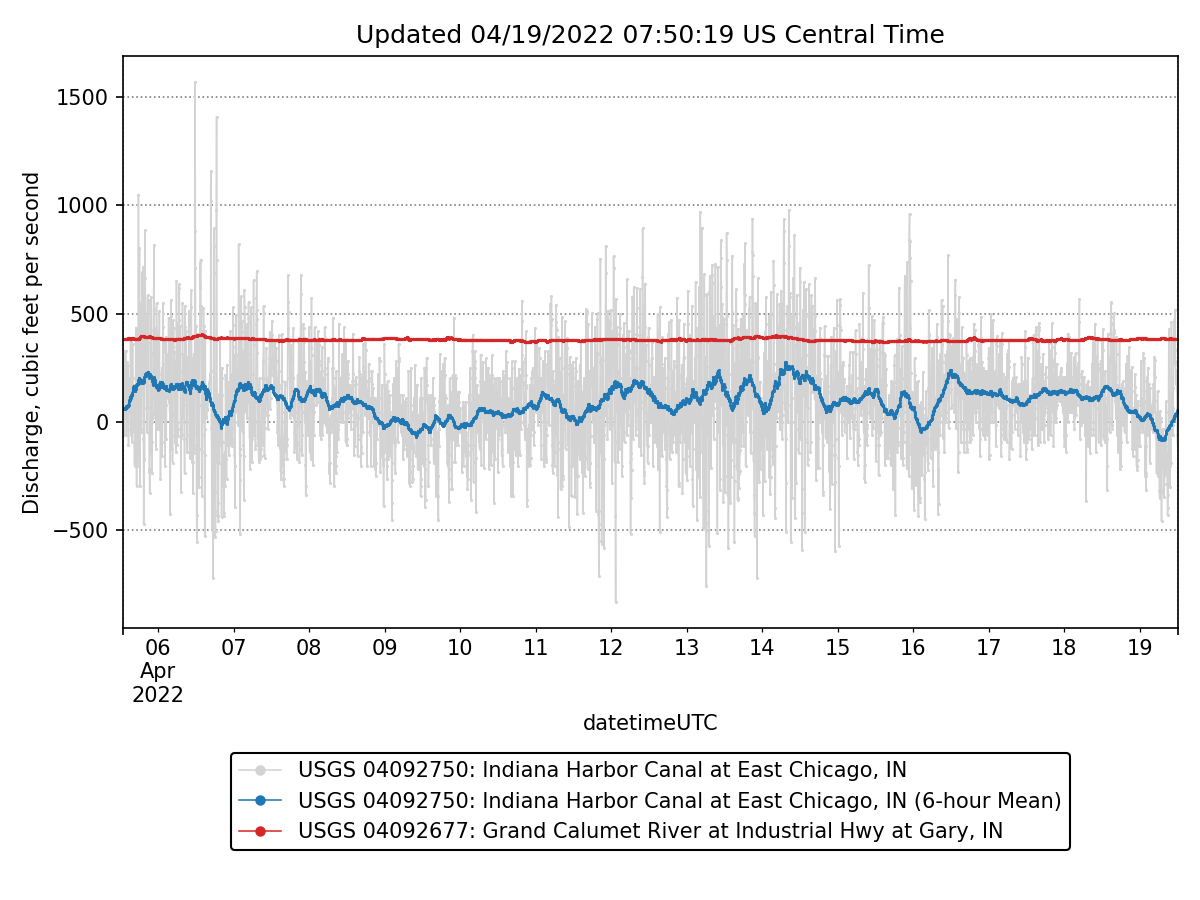 Updated 04/19/2022 07:50:19 US Central Time
Discharge, cubic feet per second
1500
1000
500
0
−500
06 07 08 09 10 11 12 13 14 15 16 17 18 19
Apr
2022
datetimeUTC
USGS 04092750: Indiana Harbor Canal at East Chicago, IN
USGS 04092750: Indiana Harbor Canal at East Chicago, IN (6-hour Mean)
USGS 04092677: Grand Calumet River at Industrial Hwy at Gary, IN